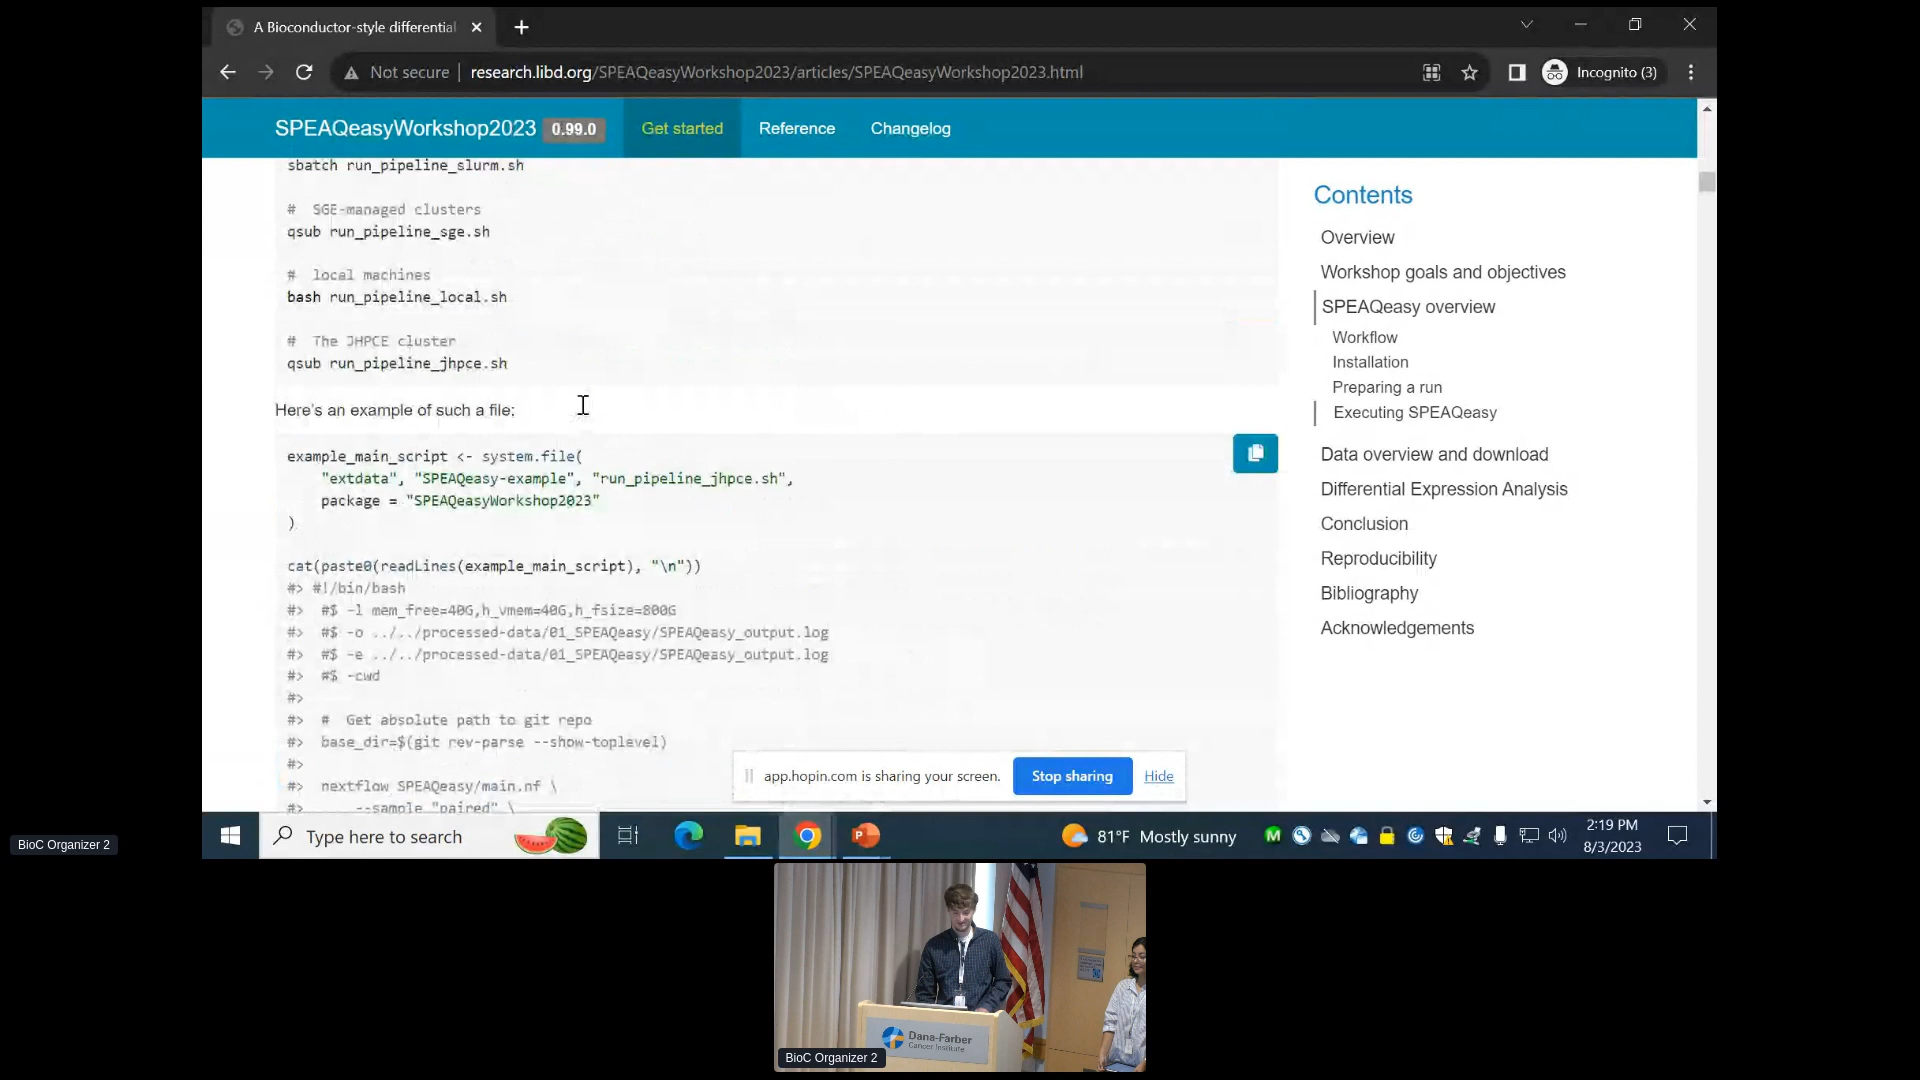 A Bioconductor-style differential
Not secure
research.libd.org/SPEAQeasyWorkshop2023/articles/SPEAQeasyWorkshop2023.html
Incognito (3)
SPEAQeasyWorkshop2023 0.99.0
Get started
Reference
Changelog
sbatch run_pipeline_slurm.sh
# SGE-managed clusters
qsub run_pipeline_sge.sh
# local machines
bash run_pipeline_local.sh
# The JHPCE cluster
qsub run_pipeline_jhpce.sh
Here's an example of such a file:
example_main_script <- system.file(
"extdata", "SPEAQeasy-example", "run_pipeline_jhpce.sh",
package = "SPEAQeasyWorkshop2023"
)
cat(paste0(readLines(example_main_script), "\n"))
#> #!/bin/bash
#> #$ -l mem_free=40G,h_vmem=40G,h_fsize=800G
#> #$ -o ../../processed-data/01_SPEAQeasy/SPEAQeasy_output.log
#> #$ -e ../../processed-data/01_SPEAQeasy/SPEAQeasy_output.log
#> #$ -cwd
#>
#> # Get absolute path to git repo
#> base_dir=$(git rev-parse --show-toplevel)
#>
#> nextflow SPEAQeasy/main.nf \
#> --sample "paired" \
Contents
Overview
Workshop goals and objectives
SPEAQeasy overview
Workflow
Installation
Preparing a run
Executing SPEAQeasy
Data overview and download
Differential Expression Analysis
Conclusion
Reproducibility
Bibliography
Acknowledgements
app.hopin.com is sharing your screen.
Stop sharing
Hide
Type here to search
81°F Mostly sunny
2:19 PM
8/3/2023
BioC Organizer 2
Dana-Farber
Cancer Institute
BioC Organizer 2